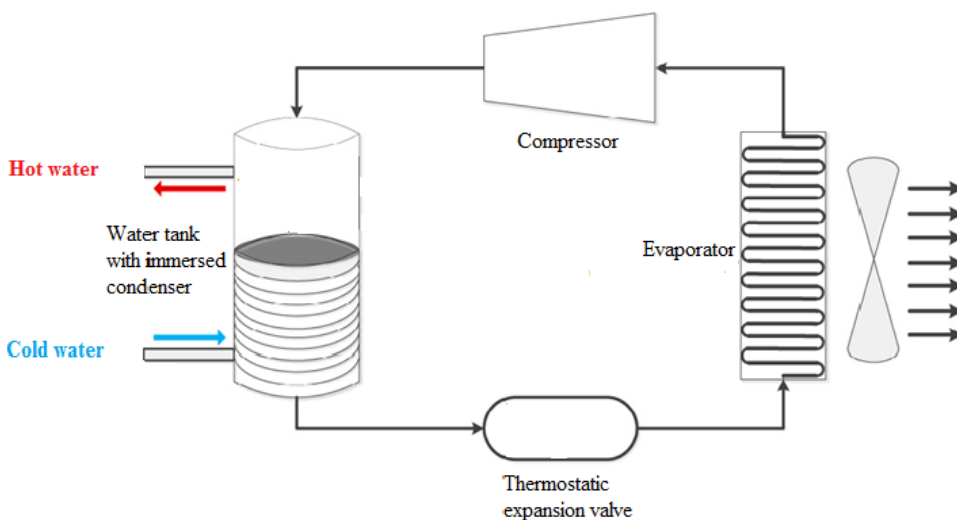 Compressor
Hot water
Water tank
with immersed
condenser
Evaporator
Cold water
Thermostatic
expansion valve